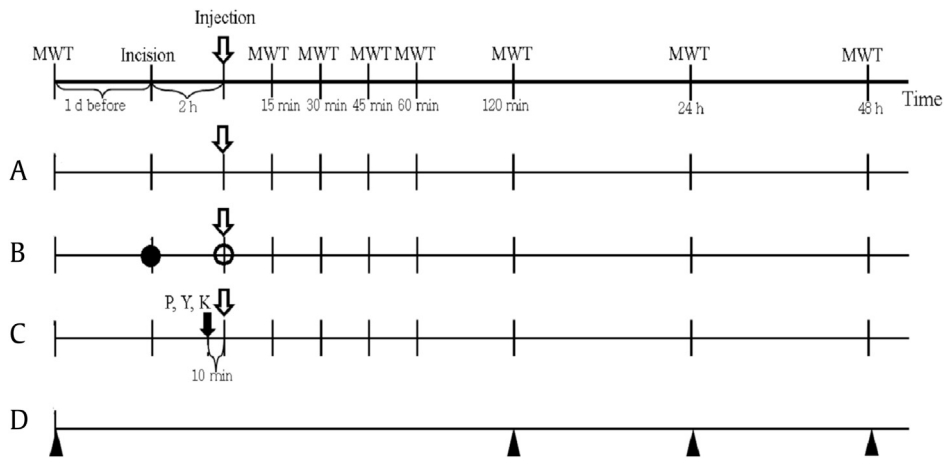 Injection
MWT Incision MWT MWT MWT MWT MWT MWT MWT
1 d before 2 h 15 min 30 min 45 min 60 min 120 min 24 h 48 h Time
A
B
P, Y, K
C
10 min
D